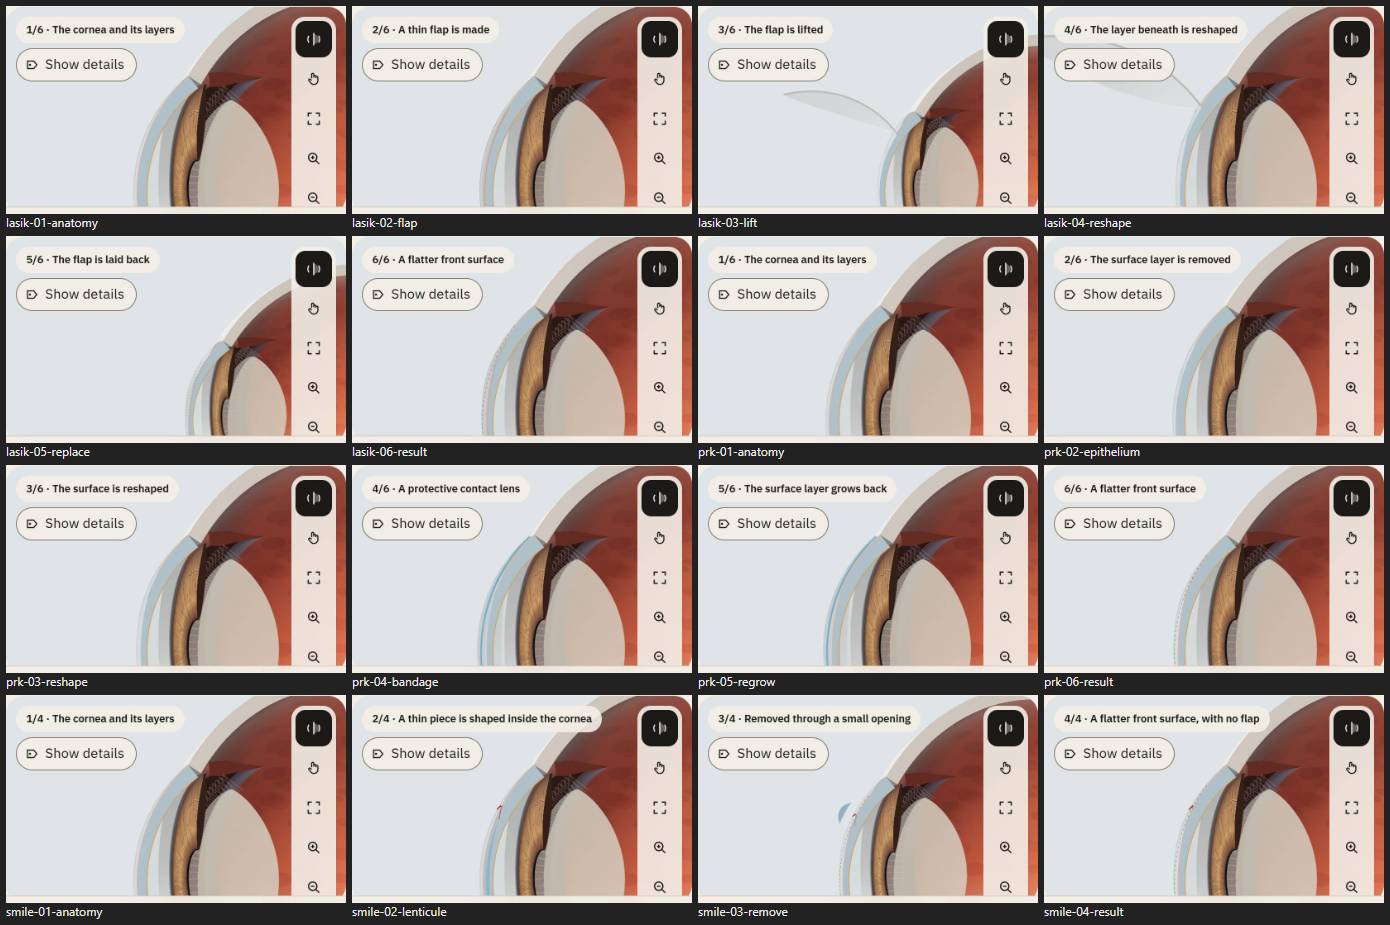 1/6 · The cornea and its layers
Show details
lasik-01-anatomy
2/6 · A thin flap is made
Show details
lasik-02-flap
3/6 · The flap is lifted
Show details
lasik-03-lift
4/6 · The layer beneath is reshaped
Show details
lasik-04-reshape
5/6 · The flap is laid back
Show details
lasik-05-replace
6/6 · A flatter front surface
Show details
lasik-06-result
1/6 · The cornea and its layers
Show details
prk-01-anatomy
2/6 · The surface layer is removed
Show details
prk-02-epithelium
3/6 · The surface is reshaped
Show details
prk-03-reshape
4/6 · A protective contact lens
Show details
prk-04-bandage
5/6 · The surface layer grows back
Show details
prk-05-regrow
6/6 · A flatter front surface
Show details
prk-06-result
1/4 · The cornea and its layers
Show details
smile-01-anatomy
2/4 · A thin piece is shaped inside the cornea
Show details
smile-02-lenticule
3/4 · Removed through a small opening
Show details
smile-03-remove
4/4 · A flatter front surface, with no flap
Show details
smile-04-result